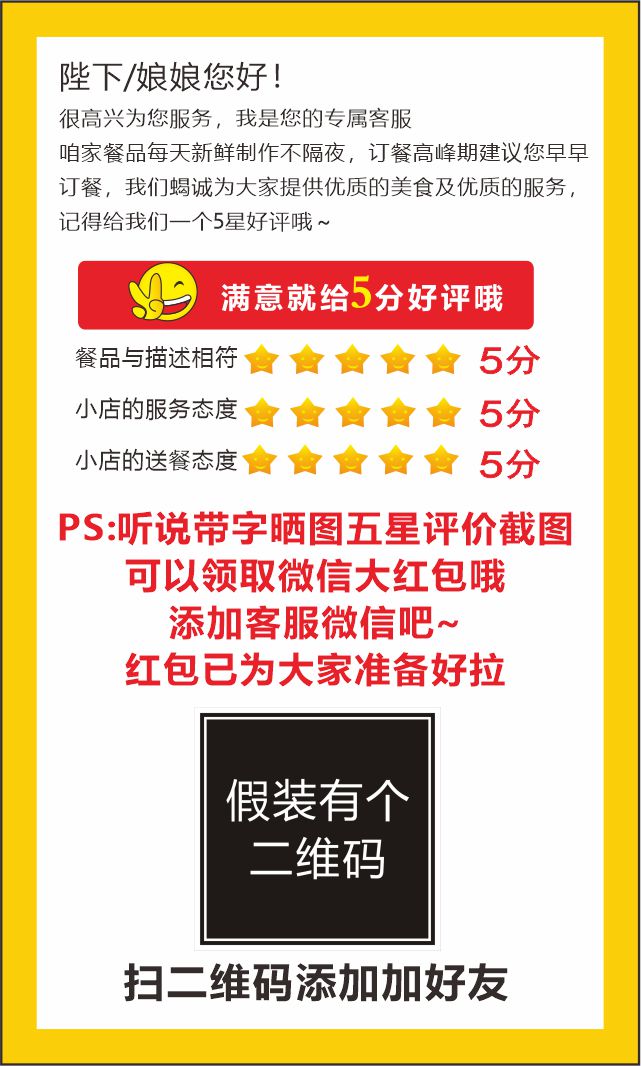 陛下/娘娘您好！
很高兴为您服务，我是您的专属客服
咱家餐品每天新鲜制作不隔夜，订餐高峰期建议您早早
订餐，我们蝎诚为大家提供优质的美食及优质的服务，
记得给我们一个5星好评哦~
满意就给5分好评哦
餐品与描述相符 5分
小店的服务态度 5分
小店的送餐态度 5分
PS:听说带字晒图五星评价截图
可以领取微信大红包哦
添加客服微信吧~
红包已为大家准备好拉
假装有个
二维码
扫二维码添加加好友